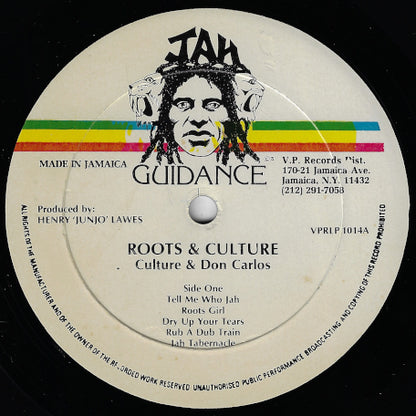 JAH
GUIDANCE
MADE IN JAMAICA
V.P. Records Dist.
170-21 Jamaica Ave.
Jamaica, N.Y. 11432
(212) 291-7058
Produced by:
HENRY 'JUNJO' LAWES
VPRLP 1014A
ROOTS & CULTURE
Culture & Don Carlos
Side One
Tell Me Who Jah
Roots Girl
Dry Up Your Tears
Rub A Dub Train
Jah Tabernacle
ALL RIGHTS OF THE MANUFACTURER AND OF THE OWNER OF THE RECORDED WORK RESERVED. UNAUTHORISED PUBLIC PERFORMANCE BROADCASTING AND COPYING OF THIS RECORD PROHIBITED